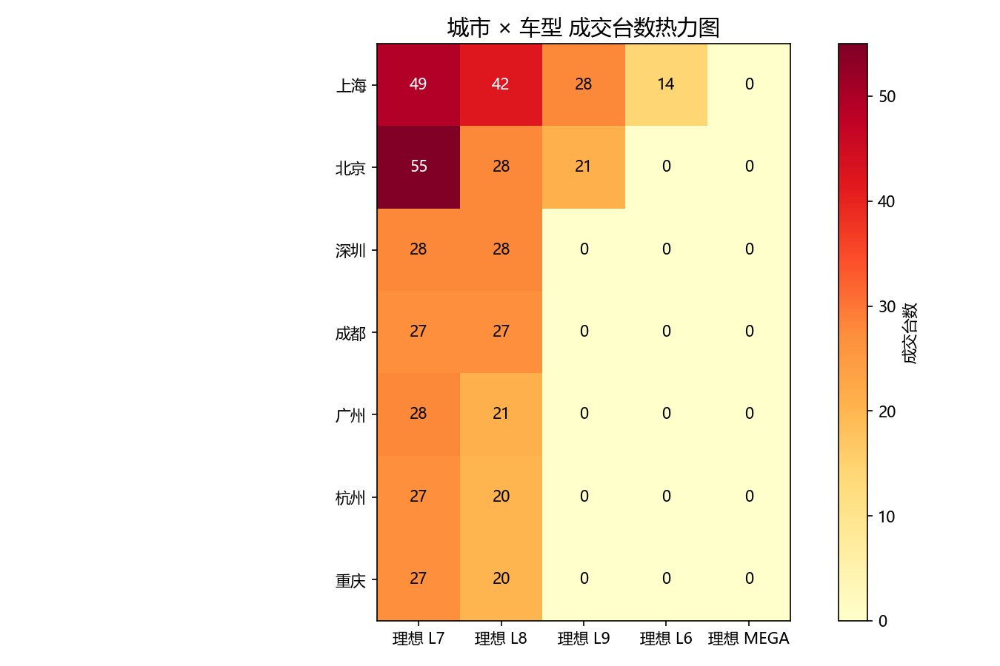 城市 × 车型 成交台数热力图
上海 49 42 28 14 0
北京 55 28 21 0 0
深圳 28 28 0 0 0
成都 27 27 0 0 0
广州 28 21 0 0 0
杭州 27 20 0 0 0
重庆 27 20 0 0 0
理想 L7 理想 L8 理想 L9 理想 L6 理想 MEGA
50
40
30
20
10
0
成交台数